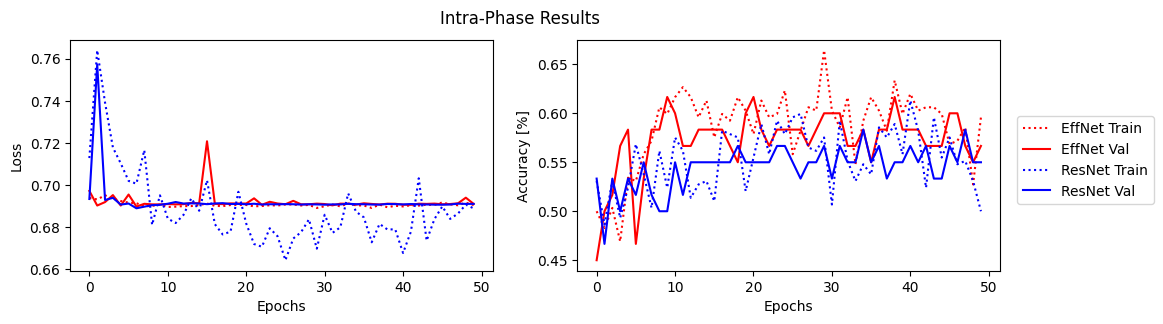 Intra-Phase Results
Loss
0.76
0.74
0.72
0.70
0.68
0.66
0 10 20 30 40 50
Epochs
Accuracy [%]
0.65
0.60
0.55
0.50
0.45
0 10 20 30 40 50
Epochs
EffNet Train
EffNet Val
ResNet Train
ResNet Val